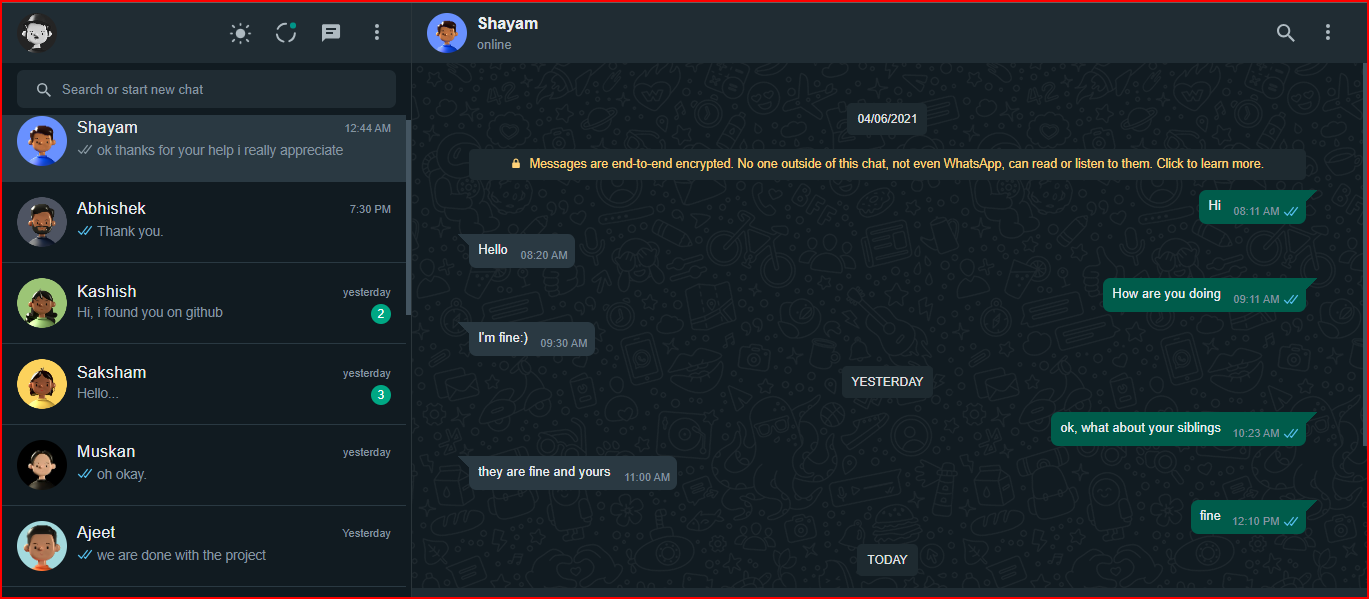 Search or start new chat
Shayam
12:44 AM
ok thanks for your help i really appreciate
Abhishek
7:30 PM
Thank you.
Kashish
yesterday
Hi, i found you on github
2
Saksham
yesterday
Hello...
3
Muskan
yesterday
oh okay.
Ajeet
Yesterday
we are done with the project
Shayam
online
04/06/2021
Messages are end-to-end encrypted. No one outside of this chat, not even WhatsApp, can read or listen to them. Click to learn more.
Hi 08:11 AM
Hello 08:20 AM
How are you doing 09:11 AM
I'm fine:) 09:30 AM
YESTERDAY
ok, what about your siblings 10:23 AM
they are fine and yours 11:00 AM
fine 12:10 PM
TODAY